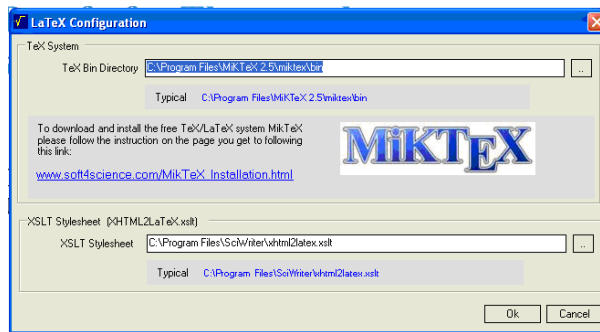 LaTeX Configuration
TeX System
TeX Bin Directory C:\Program Files\MiKTeX 2.5\miktex\bin ..
Typical C:\Program Files\MiKTeX 2.5\miktex\bin
To download and install the free TeX/LaTeX system MikTeX
please follow the instruction on the page you get to following
this link:
MiKTeX
www.soft4science.com/MikTeX_Installation.html
XSLT Stylesheet (XHTML2LaTeX.xslt)
XSLT Stylesheet C:\Program Files\SciWriter\xhtml2latex.xslt ..
Typical C:\Program Files\SciWriter\xhtml2latex.xslt
Ok Cancel